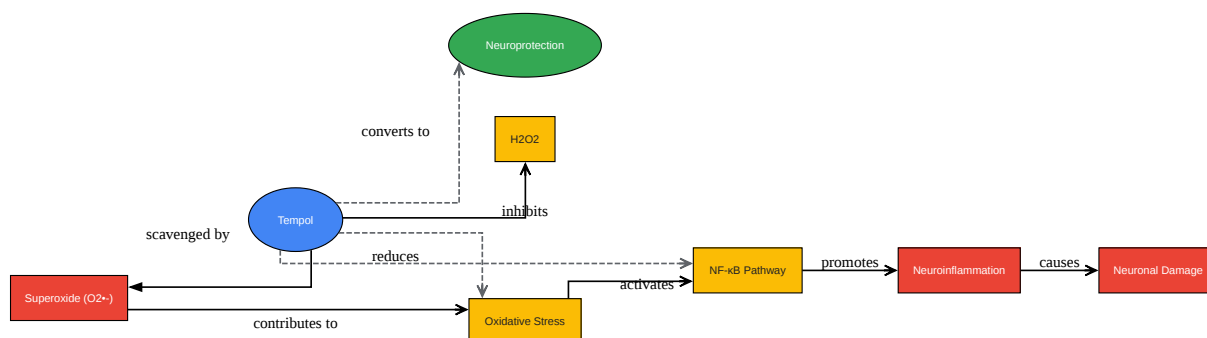 Neuroprotection
converts to
H2O2
Tempol
inhibits
scavenged by
reduces
NF-κB Pathway
promotes
Neuroinflammation
causes
Neuronal Damage
activates
Superoxide (O2•-)
contributes to
Oxidative Stress